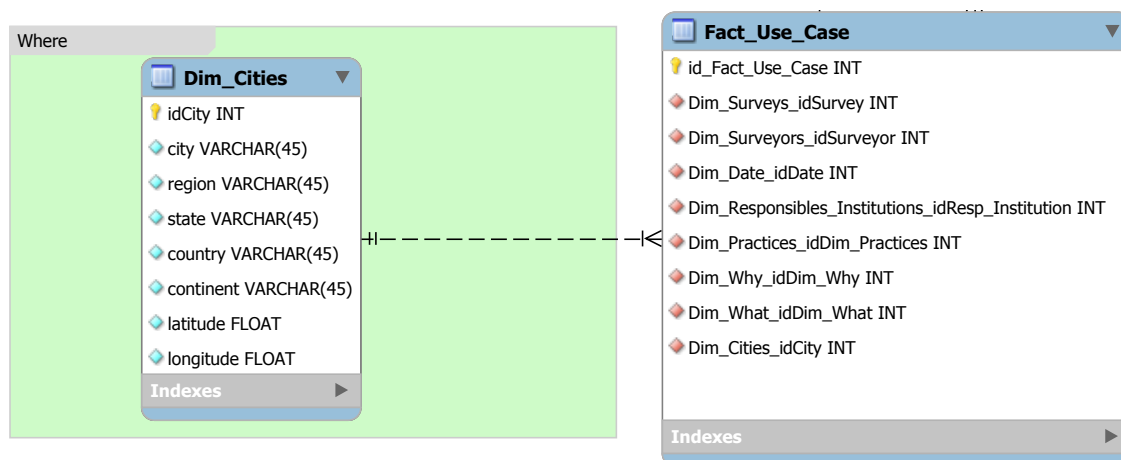 Where
Dim_Cities
idCity INT
city VARCHAR(45)
region VARCHAR(45)
state VARCHAR(45)
country VARCHAR(45)
continent VARCHAR(45)
latitude FLOAT
longitude FLOAT
Indexes
Fact_Use_Case
id_Fact_Use_Case INT
Dim_Surveys_idSurvey INT
Dim_Surveyors_idSurveyor INT
Dim_Date_idDate INT
Dim_Responsibles_Institutions_idResp_Institution INT
Dim_Practices_idDim_Practices INT
Dim_Why_idDim_Why INT
Dim_What_idDim_What INT
Dim_Cities_idCity INT
Indexes